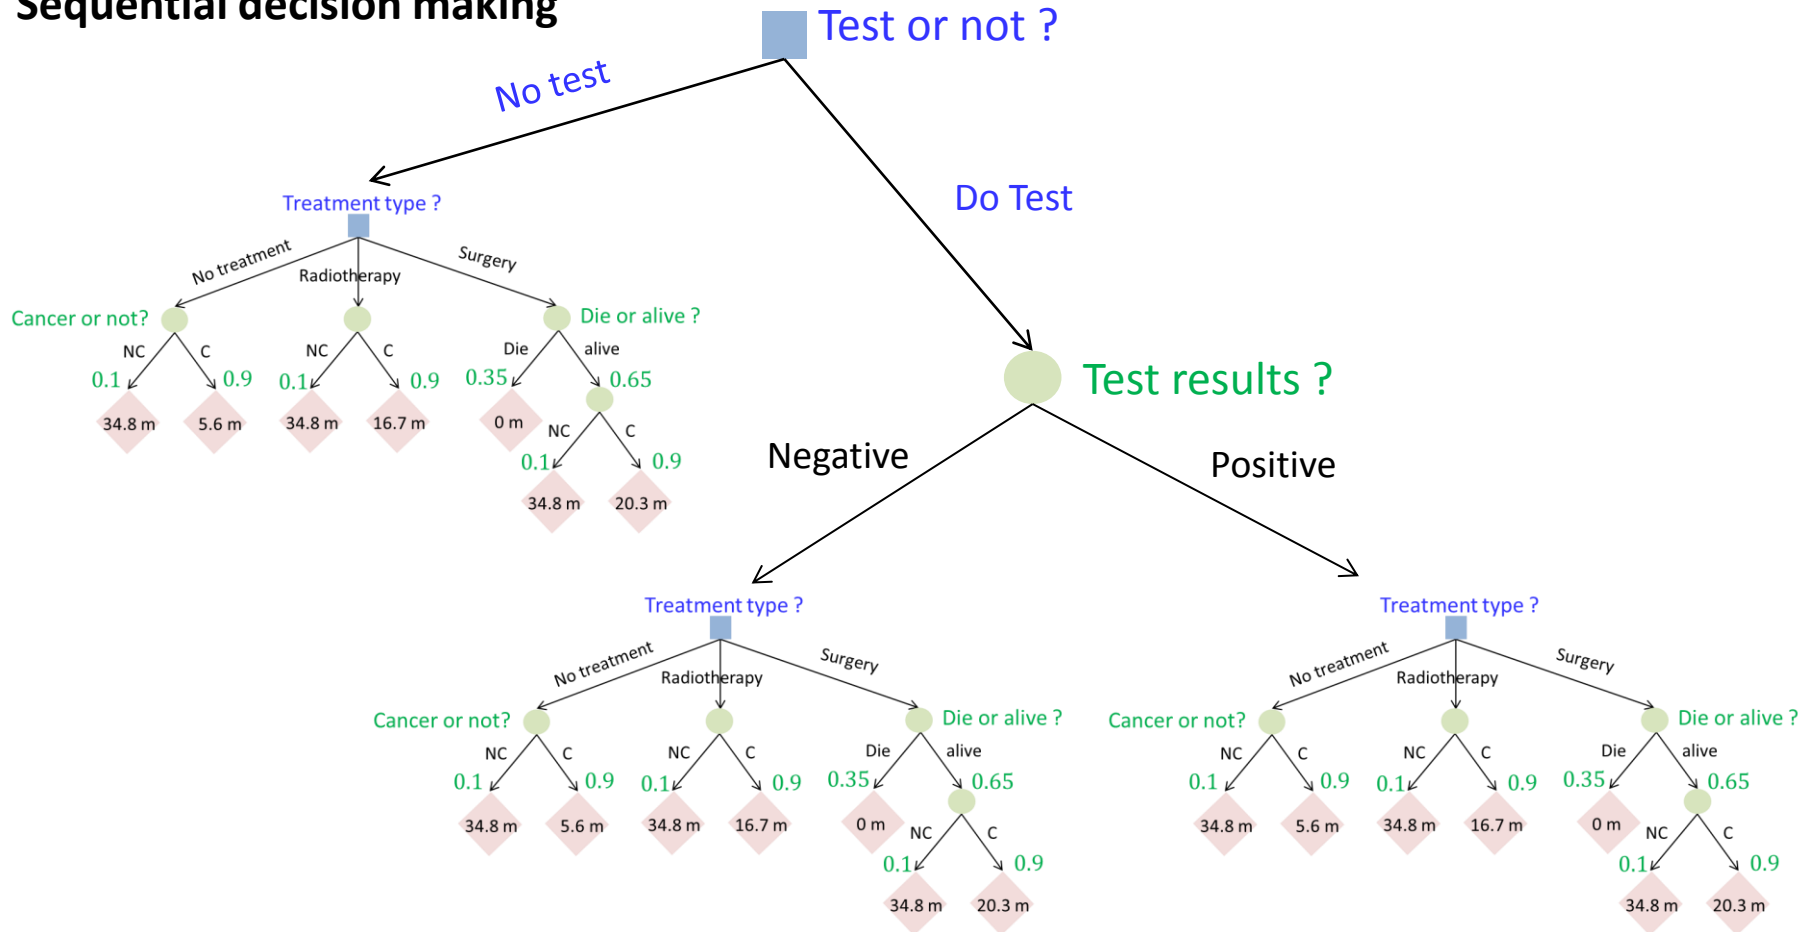 Sequential decision making
Test or not ?
No test
Do Test
Treatment type ?
No treatment
Radiotherapy
Surgery
Cancer or not?
Die or alive ?
NC
C
NC
C
Die
alive
0.1
0.9
0.1
0.9
0.35
0.65
34.8 m
5.6 m
34.8 m
16.7 m
0 m
NC
C
0.1
0.9
34.8 m
20.3 m
Test results ?
Negative
Positive
Treatment type ?
No treatment
Radiotherapy
Surgery
Cancer or not?
Die or alive ?
NC
C
NC
C
Die
alive
0.1
0.9
0.1
0.9
0.35
0.65
34.8 m
5.6 m
34.8 m
16.7 m
0 m
NC
C
0.1
0.9
34.8 m
20.3 m
Treatment type ?
No treatment
Radiotherapy
Surgery
Cancer or not?
Die or alive ?
NC
C
NC
C
Die
alive
0.1
0.9
0.1
0.9
0.35
0.65
34.8 m
5.6 m
34.8 m
16.7 m
0 m
NC
C
0.1
0.9
34.8 m
20.3 m